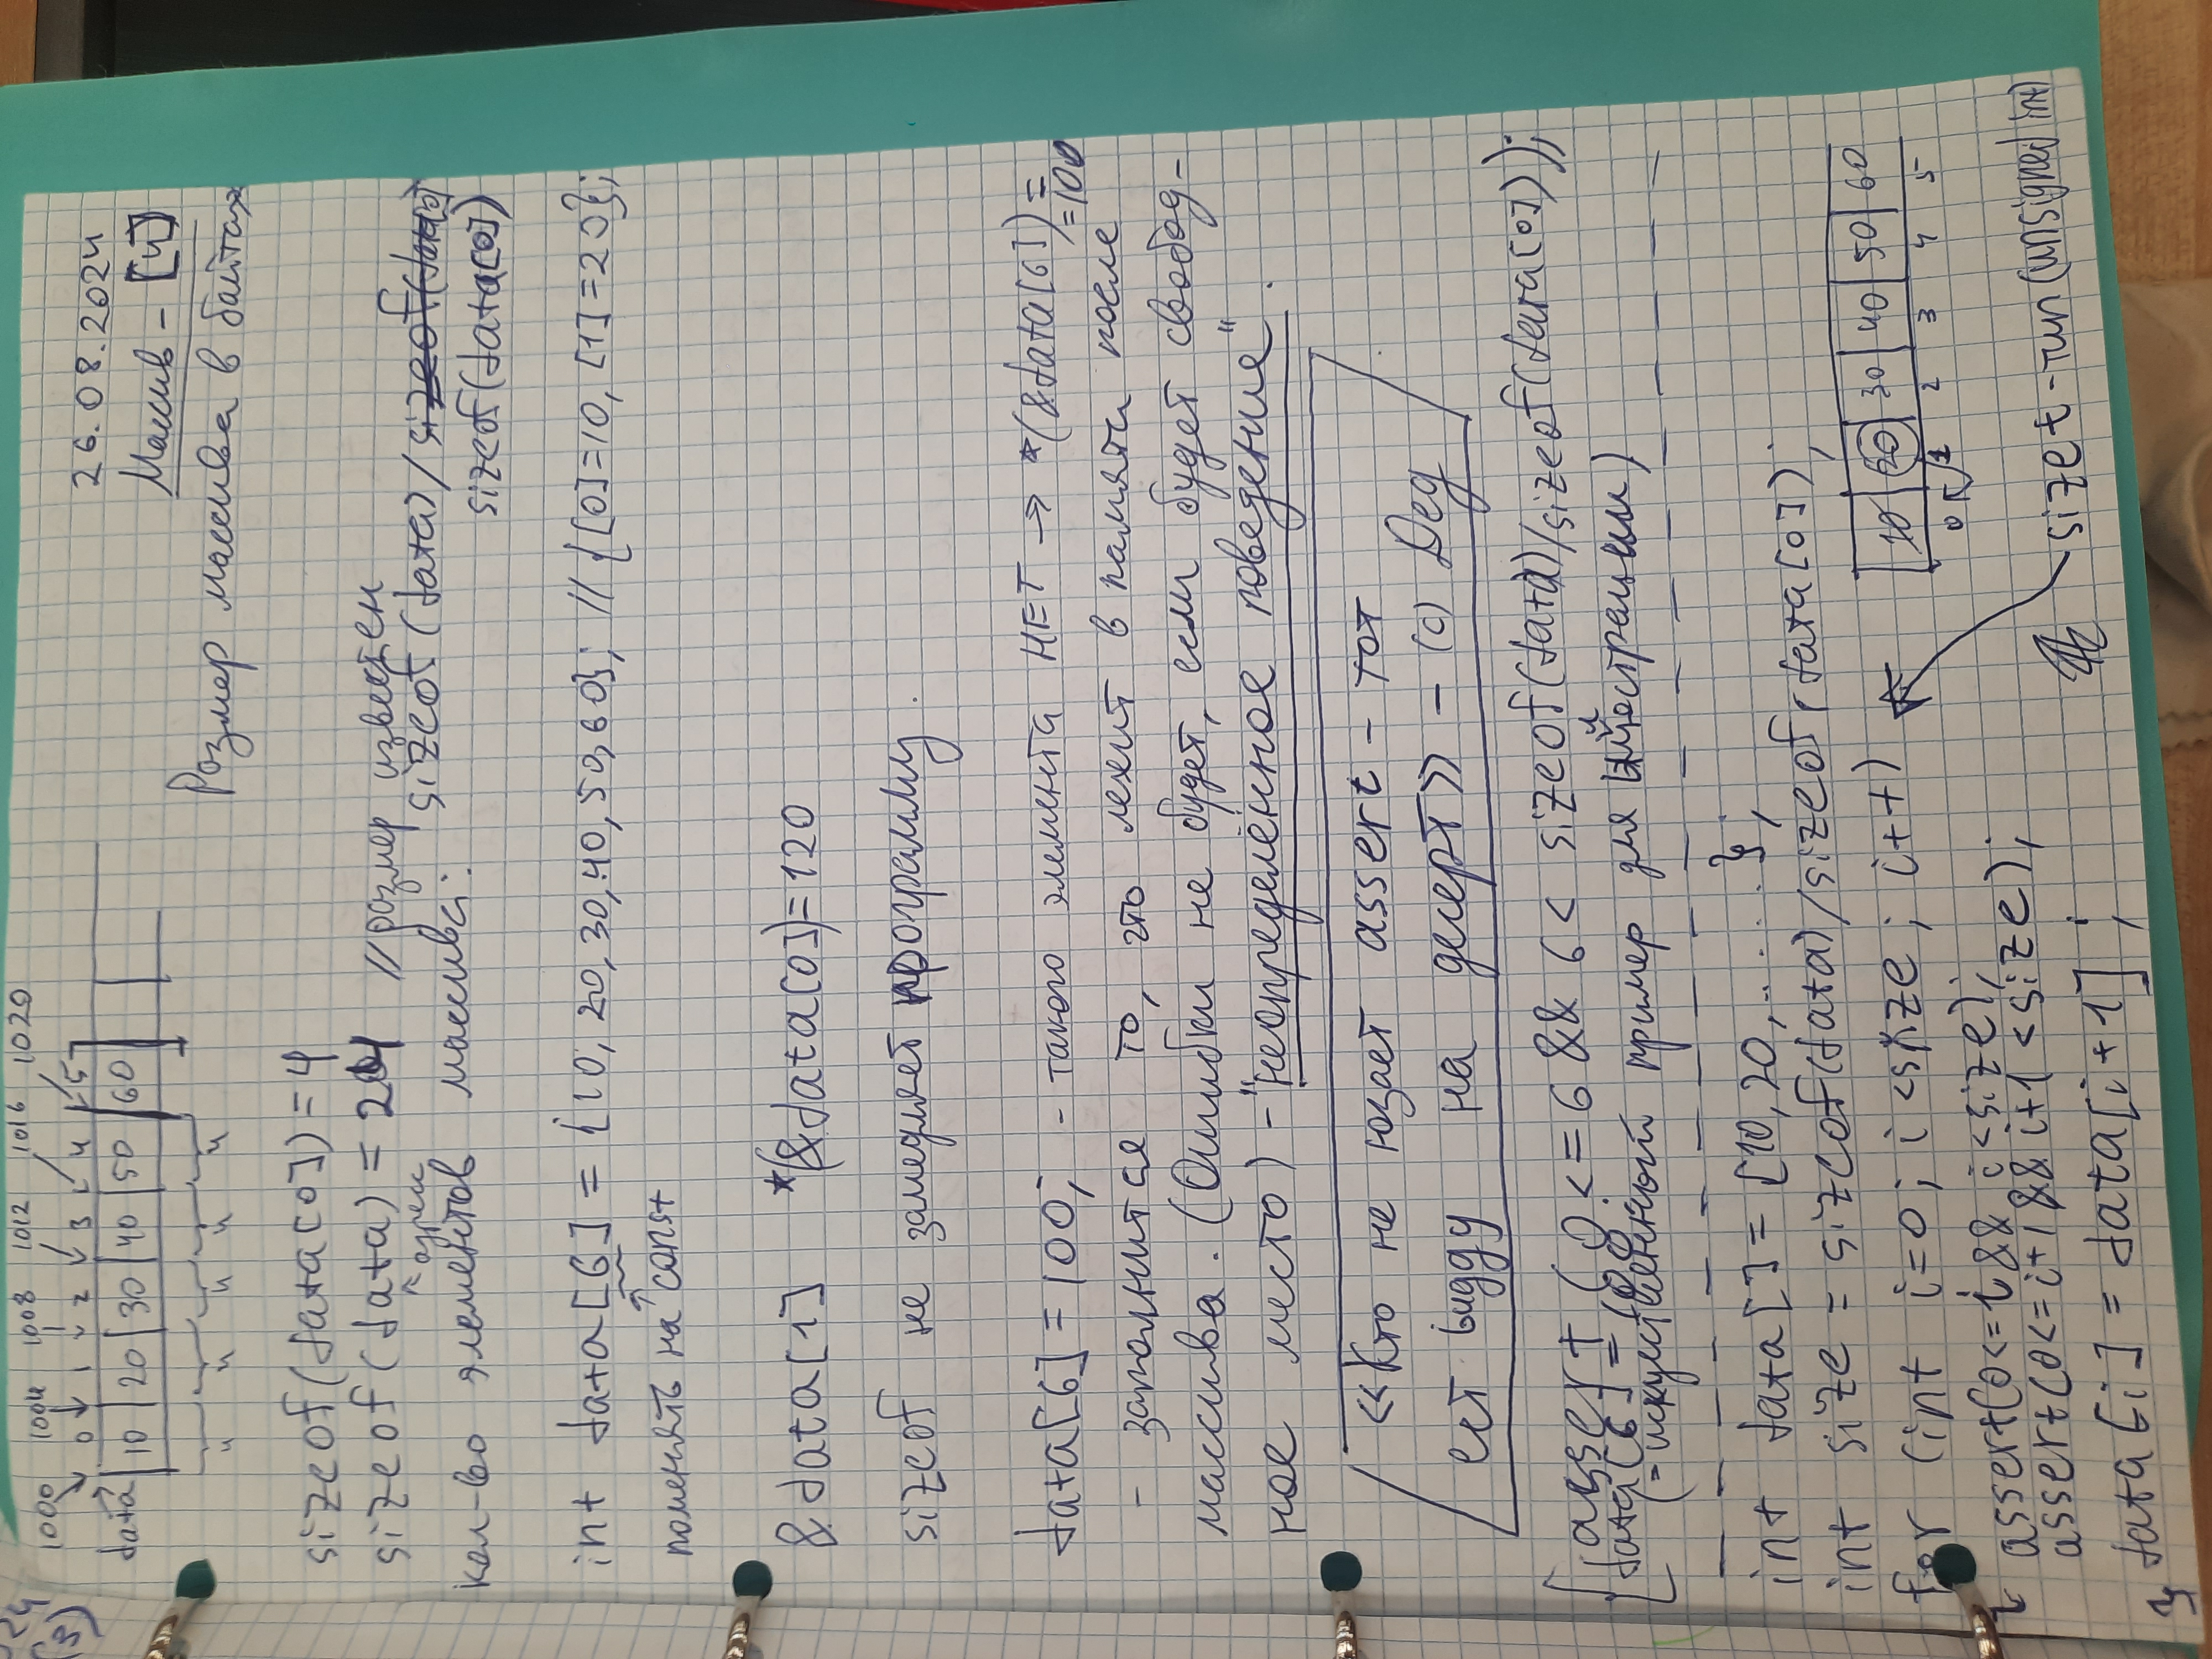 1000 1004 1008 1012 1016 1020
0 1 2 3 4 5
data 10 20 30 40 50 60
4 4 4 4 4
26.08.2024
Массив - [4]
Размер массива в байтах
sizeof(data[0]) = 4
sizeof(data) = 24 // размер известен
адрес
кол-во элементов массива: sizeof(data)/sizeof(data[0]
sizeof(data[0])
int data[6] = {10, 20, 30, 40, 50, 60}; // {[0]=10, [1]=20};
поменять на const
&data[1] *(&data[0])=120
sizeof не замедляет программу.
data[6] = 100; - такого элемента НЕТ → *(&data[6]) =
=100
- заполнится то, что лежит в памяти после
массива. (Ошибки не будет, если будет свобод-
ное место) - "неопределённое поведение".
«Кто не юзает assert - тот
ест винду на десерт» - (c) Дед
assert (0 <= 6 && 6 < sizeof(data)/sizeof(data[0]));
data[6] = 100
(- искуственный пример для иллюстрации)
int data[] = {10, 20, ..... };
int size = sizeof(data)/sizeof(data[0]);
for (int i=0; i <size; i++)
10 20 30 40 50 60
0 1 2 3 4 5
{ assert(0<=i && i<size);
assert(0<=i+1 && i+1 <size);
size t - тип (unsigned int)
data[i] = data[i+1];
}